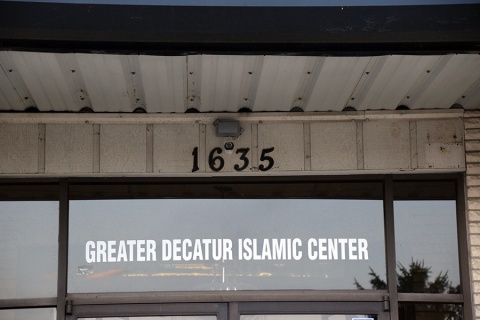 1635
GREATER DECATUR ISLAMIC CENTER